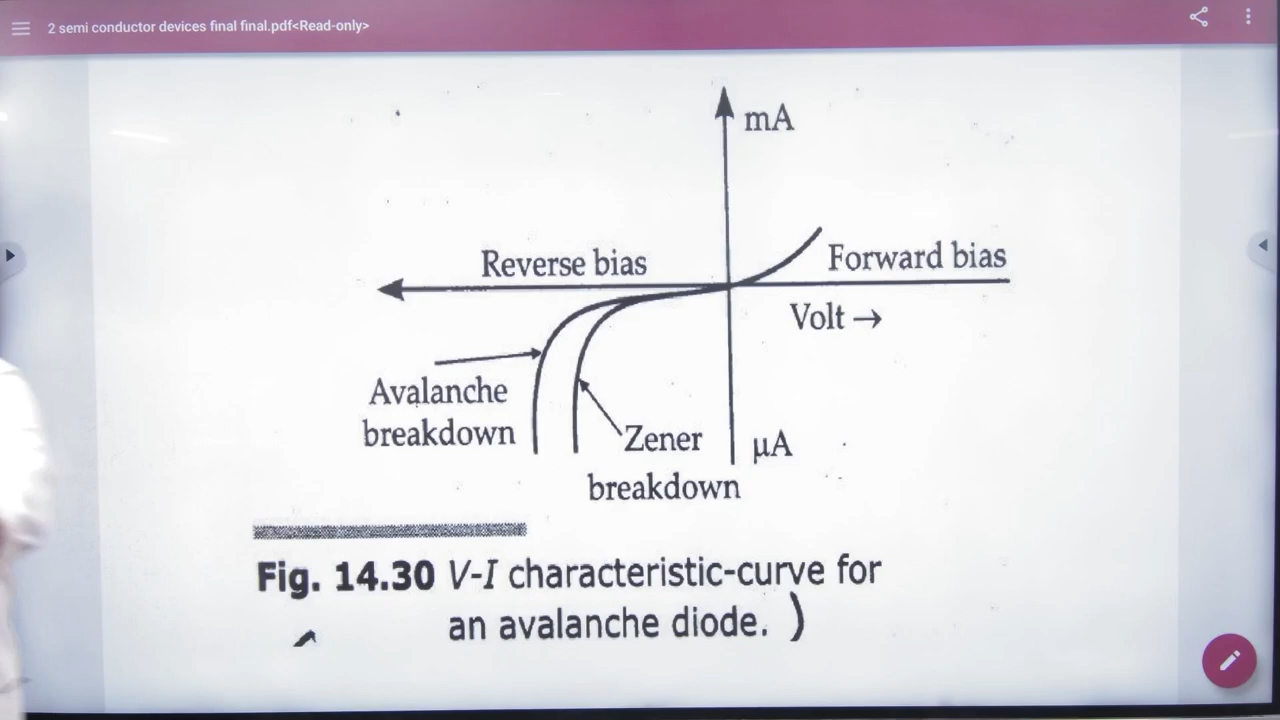 2 semi conductor devices final final.pdf<Read-only>
mA
Reverse bias
Forward bias
Volt →
Avalanche
breakdown
Zener
breakdown
μA
Fig. 14.30 V-I characteristic-curve for
an avalanche diode. )